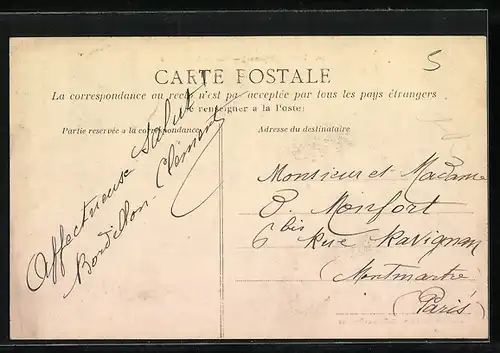 5
CARTE POSTALE
La correspondance au recto n'est pas acceptée par tous les pays étrangers
Se renseigner a la Poste)
Partie reservée a la correspondance
Adresse du destinataire
Affectueuse Salut
Bordillon Clément
Monsieur et Madame
Monfort
6 bis Rue Ravignan
(Montmartre)
(Paris)